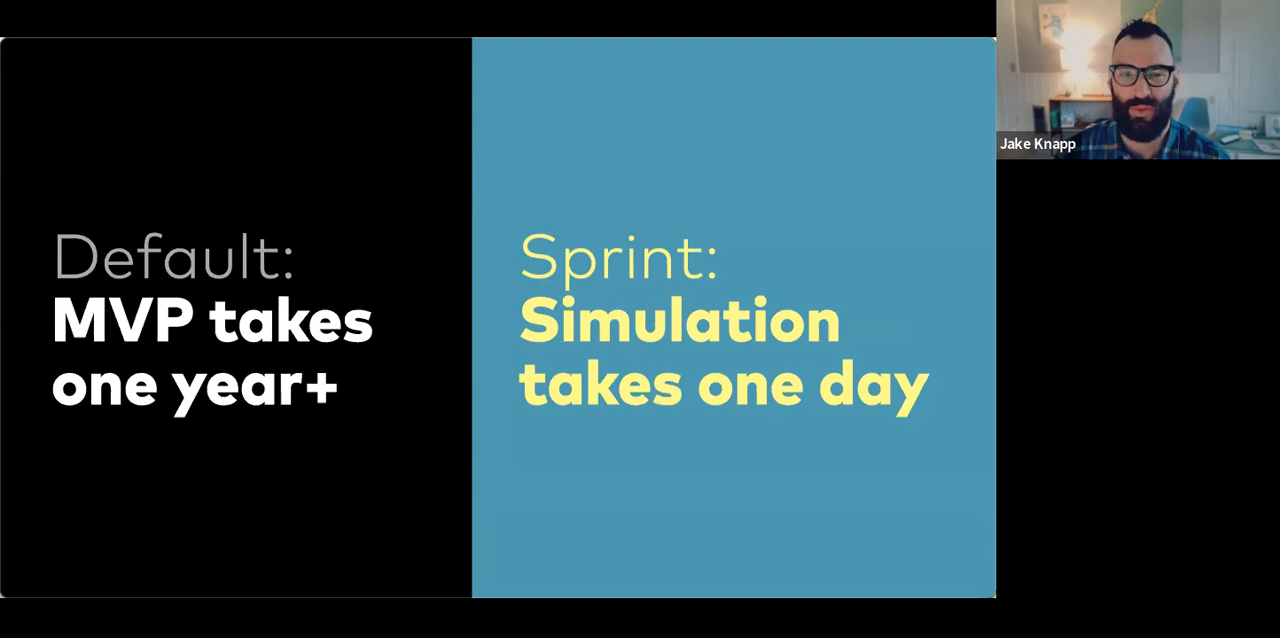 Default:
MVP takes
one year+
Sprint:
Simulation
takes one day
Jake Knapp